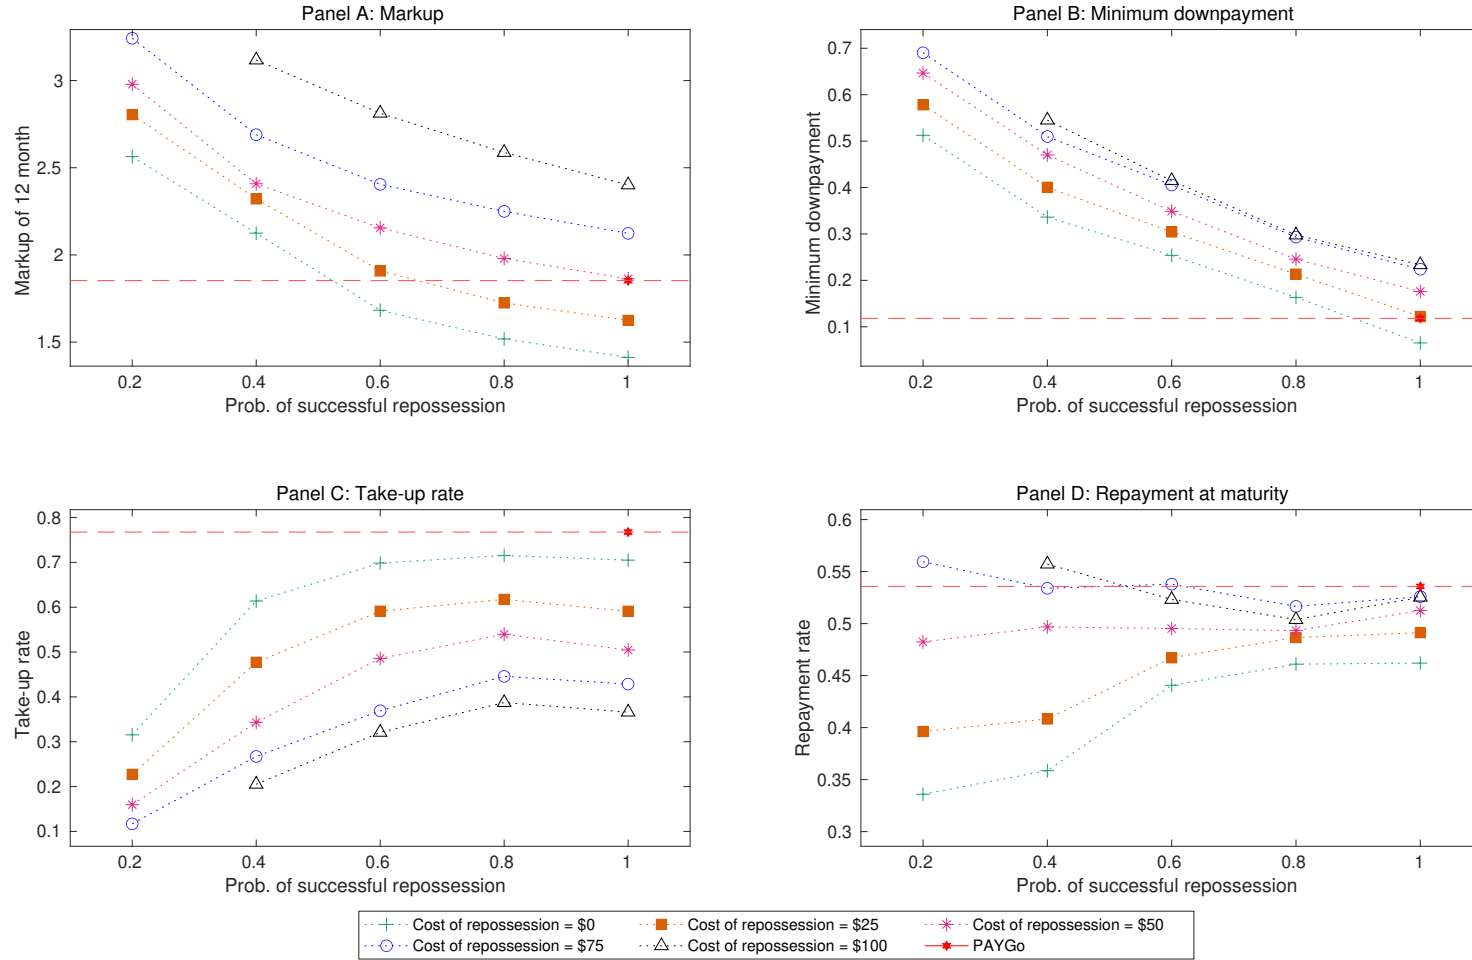 Panel A: Markup
3
2.5
2
1.5
Markup of 12 month
0.2 0.4 0.6 0.8 1
Prob. of successful repossession
Panel B: Minimum downpayment
0.7
0.6
0.5
0.4
0.3
0.2
0.1
Minimum downpayment
0.2 0.4 0.6 0.8 1
Prob. of successful repossession
Panel C: Take-up rate
0.8
0.7
0.6
0.5
0.4
0.3
0.2
0.1
Take-up rate
0.2 0.4 0.6 0.8 1
Prob. of successful repossession
Panel D: Repayment at maturity
0.6
0.55
0.5
0.45
0.4
0.35
0.3
Repayment rate
0.2 0.4 0.6 0.8 1
Prob. of successful repossession
Cost of repossession = $0 Cost of repossession = $25 Cost of repossession = $50
Cost of repossession = $75 Cost of repossession = $100 PAYGo